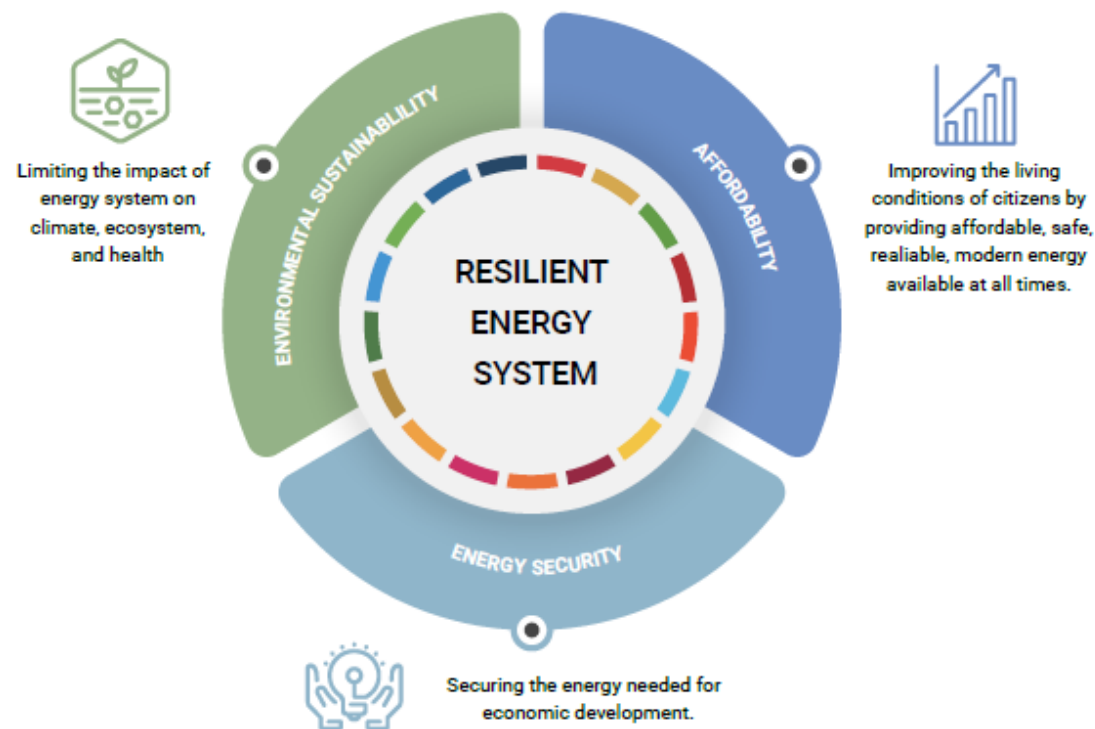 ENVIRONMENTAL SUSTAINABLILITY
AFFORDABILITY
Limiting the impact of
energy system on
climate, ecosystem,
and health
Improving the living
conditions of citizens by
providing affordable, safe,
realiable, modern energy
available at all times.
RESILIENT
ENERGY
SYSTEM
ENERGY SECURITY
Securing the energy needed for
economic development.